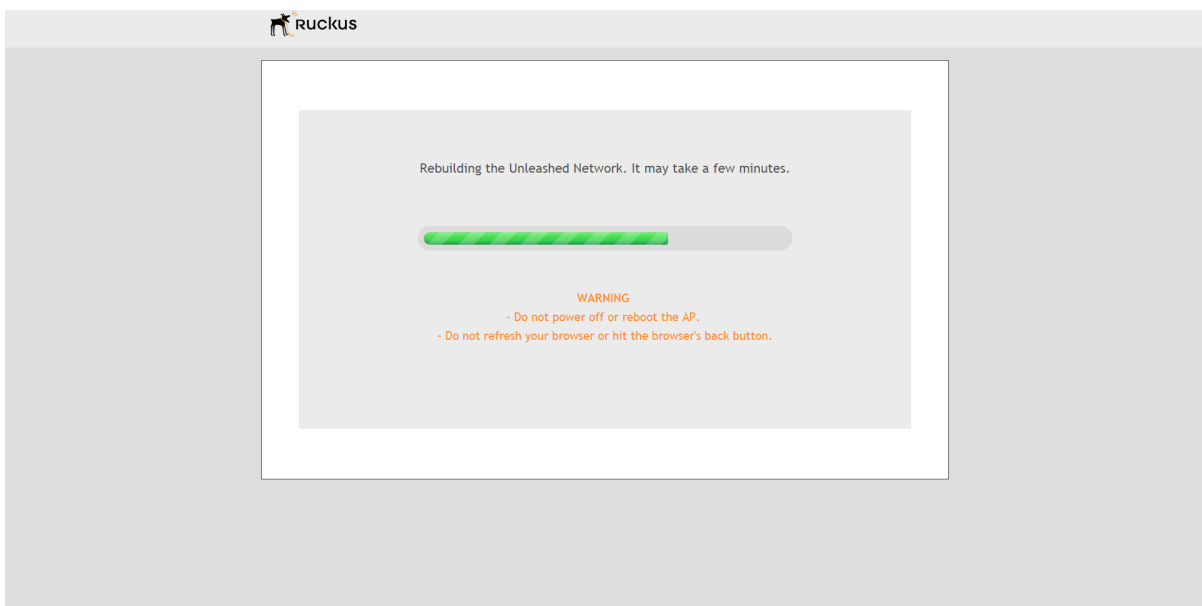 RUCKUS
Rebuilding the Unleashed Network. It may take a few minutes.
WARNING
- Do not power off or reboot the AP.
- Do not refresh your browser or hit the browser's back button.